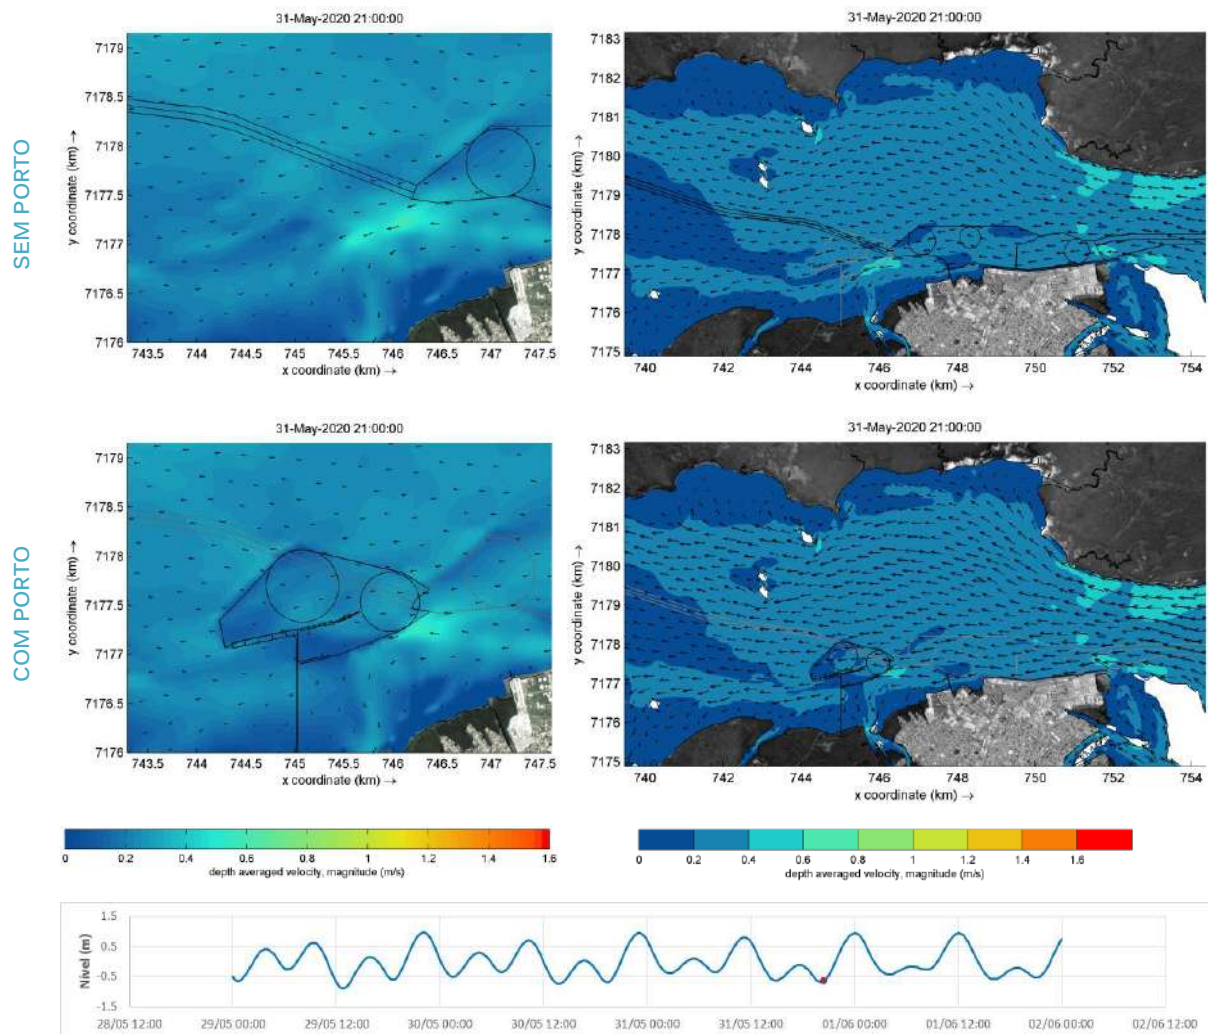 31-May-2020 21:00:00
7179
7178.5
7178
7177.5
7177
7176.5
7176
y coordinate (km) →
743.5 744 744.5 745 745.5 746 746.5 747 747.5
x coordinate (km) →
SEM PORTO
31-May-2020 21:00:00
7183
7182
7181
7180
7179
7178
7177
7176
7175
y coordinate (km) →
740 742 744 746 748 750 752 754
x coordinate (km) →
31-May-2020 21:00:00
7179
7178.5
7178
7177.5
7177
7176.5
7176
y coordinate (km) →
743.5 744 744.5 745 745.5 746 746.5 747 747.5
x coordinate (km) →
COM PORTO
31-May-2020 21:00:00
7183
7182
7181
7180
7179
7178
7177
7176
7175
y coordinate (km) →
740 742 744 746 748 750 752 754
x coordinate (km) →
0 0.2 0.4 0.6 0.8 1 1.2 1.4 1.6
depth averaged velocity, magnitude (m/s)
0 0.2 0.4 0.6 0.8 1 1.2 1.4 1.6
depth averaged velocity, magnitude (m/s)
Nível (m)
1.5
0.5
-0.5
-1.5
28/05 12:00 29/05 00:00 29/05 12:00 30/05 00:00 30/05 12:00 31/05 00:00 31/05 12:00 01/06 00:00 01/06 12:00 02/06 00:00 02/06 12:00